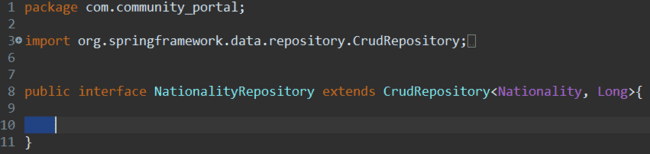 1 package com.community_portal;
2
3 import org.springframework.data.repository.CrudRepository;
6
7
8 public interface NationalityRepository extends CrudRepository<Nationality, Long>{
9
10
11 }